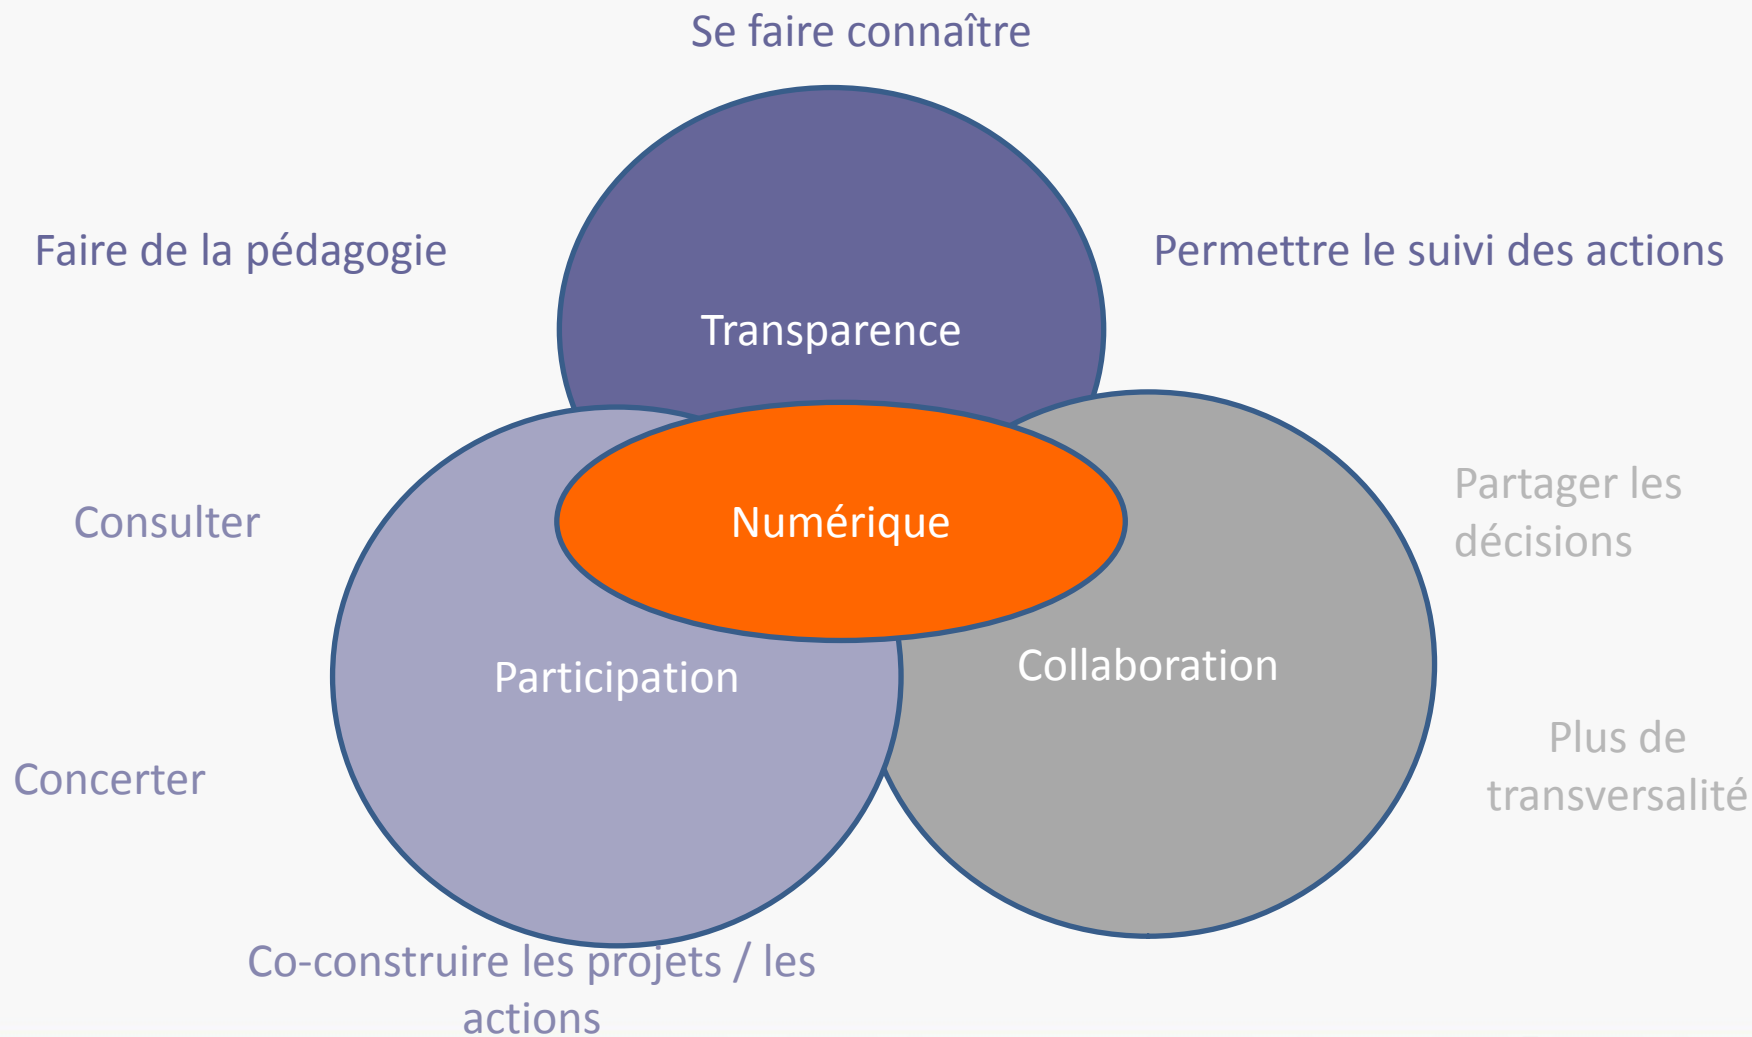 Se faire connaître
Faire de la pédagogie
Permettre le suivi des actions
Transparence
Consulter
Numérique
Partager les
décisions
Participation
Collaboration
Concerter
Plus de
transversalité
Co-construire les projets / les
actions